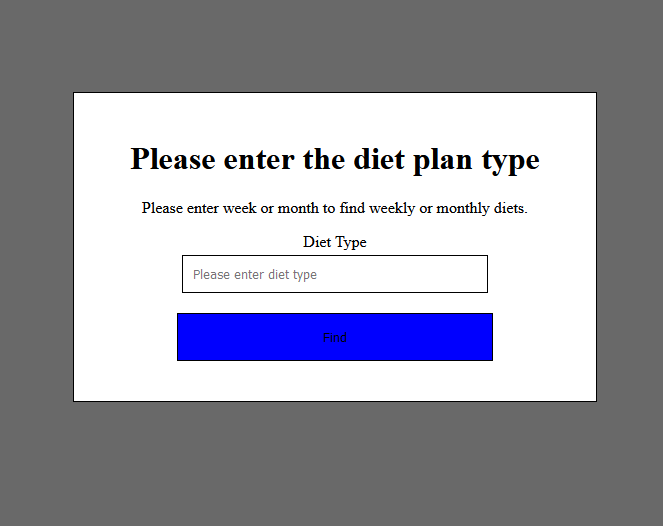 Please enter the diet plan type
Please enter week or month to find weekly or monthly diets.
Diet Type
Please enter diet type
Find